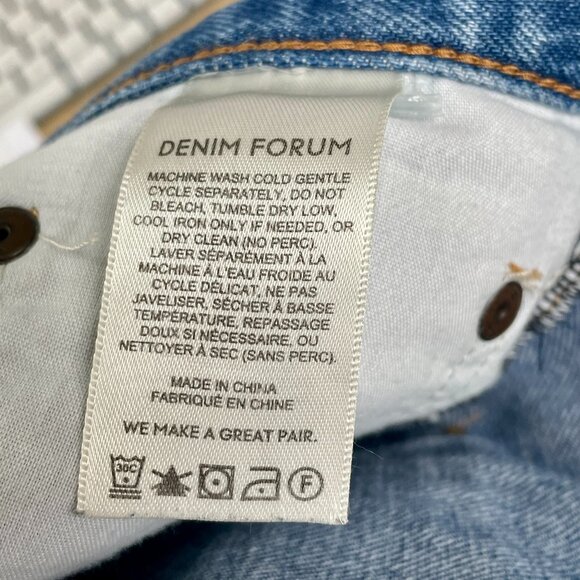 DENIM FORUM
MACHINE WASH COLD GENTLE
CYCLE SEPARATELY, DO NOT
BLEACH, TUMBLE DRY LOW,
COOL IRON ONLY IF NEEDED, OR
DRY CLEAN (NO PERC).
LAVER SÉPARÉMENT À LA
MACHINE À L'EAU FROIDE AU
CYCLE DÉLICAT, NE PAS
JAVELISER, SÉCHER À BASSE
TEMPÉRATURE, REPASSAGE
DOUX SI NÉCESSAIRE, OU
NETTOYER À SEC (SANS PERC).
MADE IN CHINA
FABRIQUÉ EN CHINE
WE MAKE A GREAT PAIR.
30C F